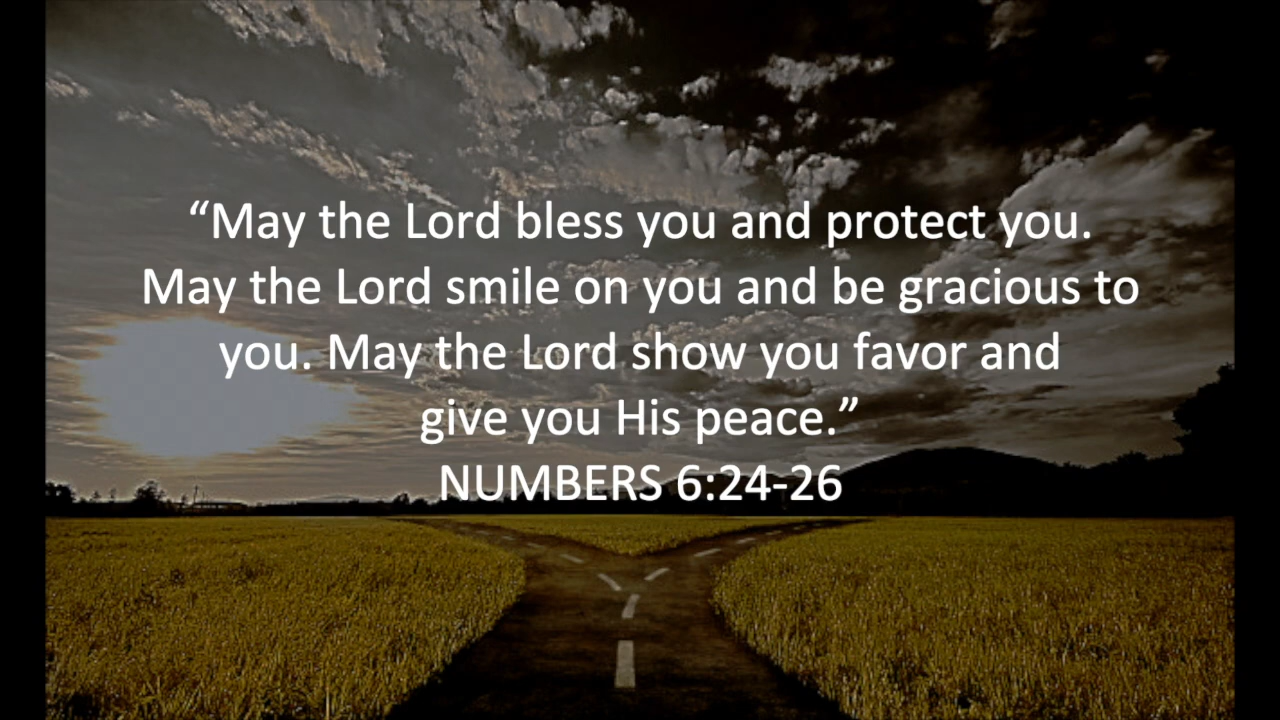 “May the Lord bless you and protect you.
May the Lord smile on you and be gracious to
you. May the Lord show you favor and
give you His peace.”
NUMBERS 6:24-26